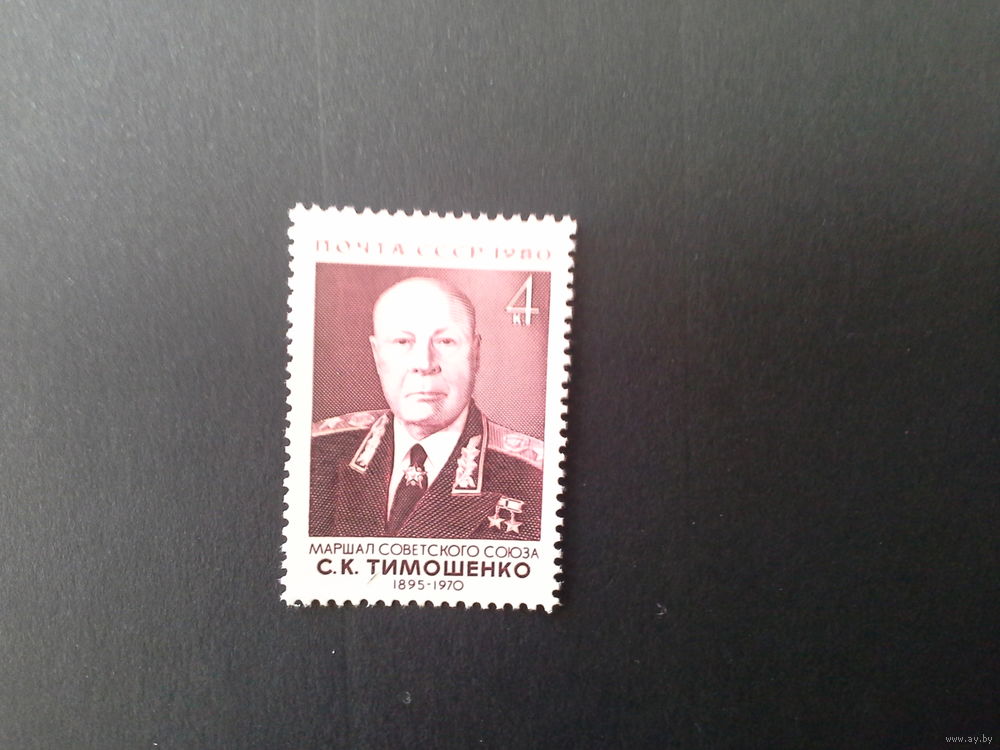 ПОЧТА СССР·1980
4
к
МАРШАЛ СОВЕТСКОГО СОЮЗА
С.К. ТИМОШЕНКО
1895-1970
www.ay.by